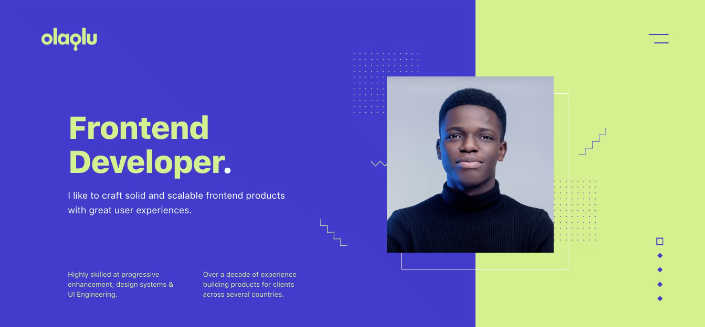 olaolu
Frontend
Developer.
I like to craft solid and scalable frontend products
with great user experiences.
Highly skilled at progressive
enhancement, design systems &
UI Engineering.
Over a decade of experience
building products for clients
across several countries.